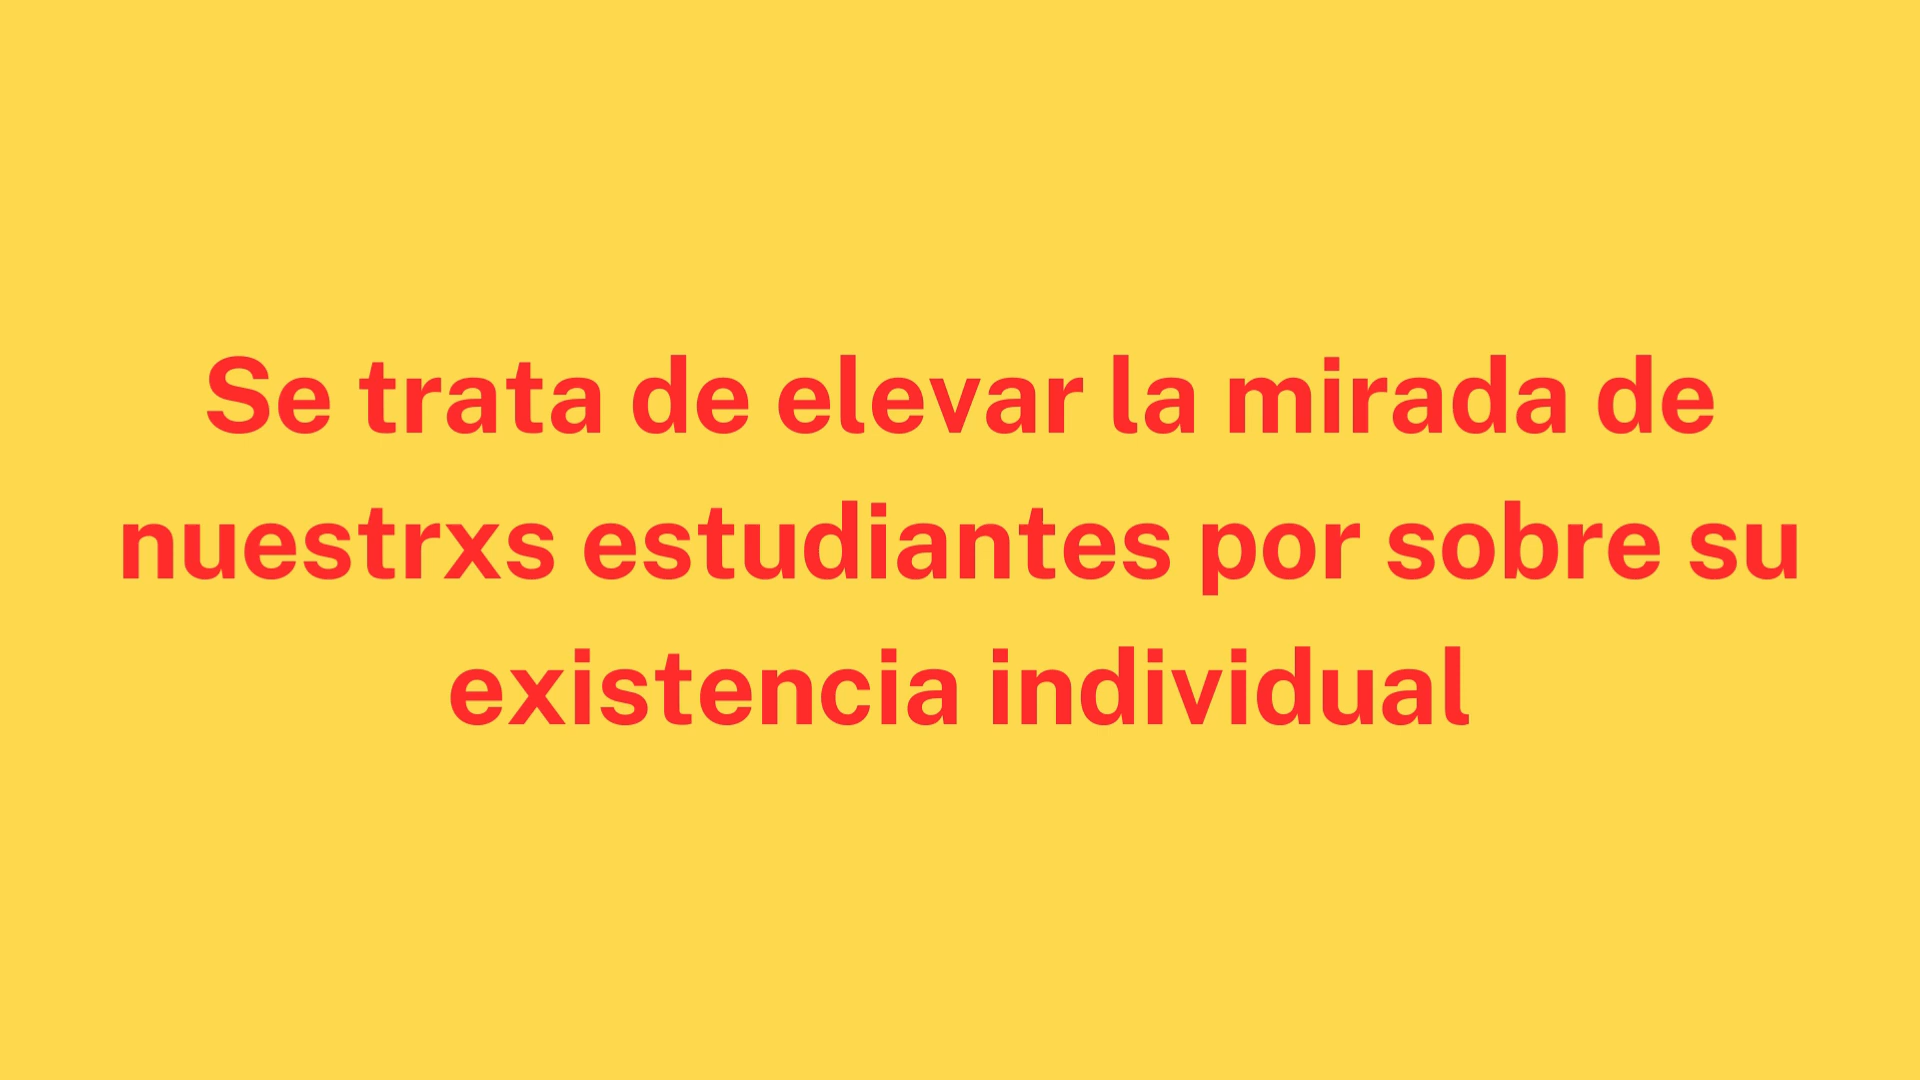 Se trata de elevar la mirada de
nuestrxs estudiantes por sobre su
existencia individual